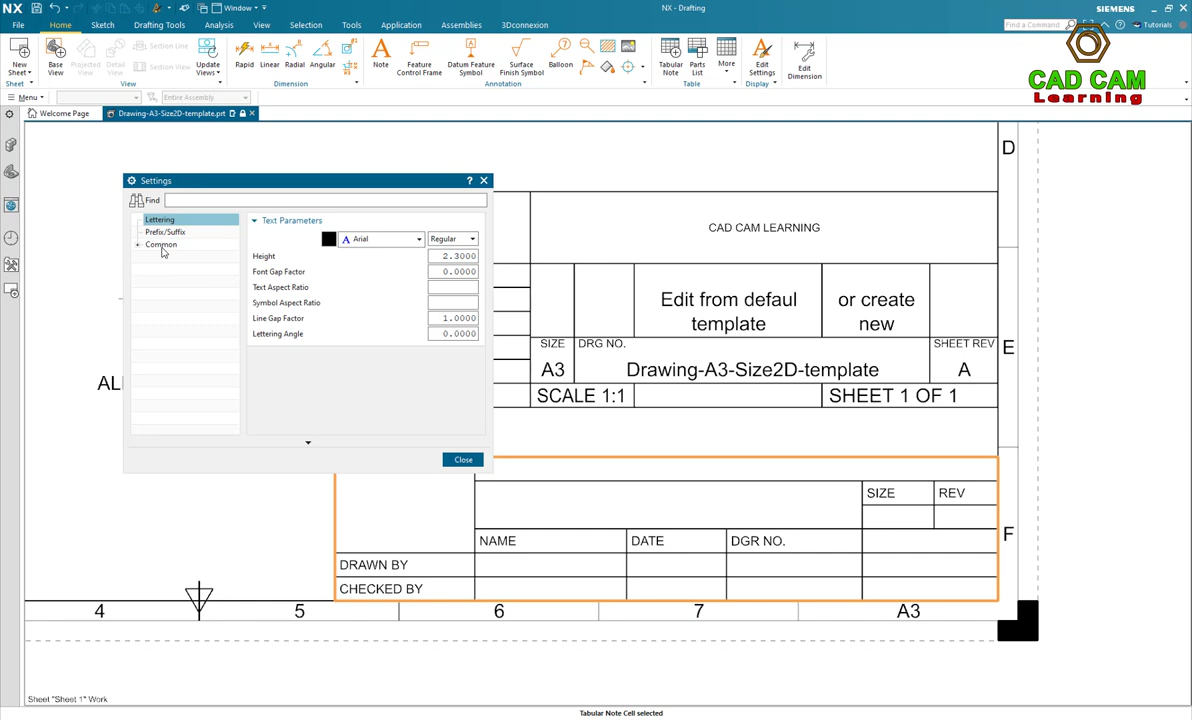 NX
Window
NX - Drafting
SIEMENS
File
Home
Sketch
Drafting Tools
Analysis
View
Selection
Tools
Application
Assemblies
3Dconnexion
Find a Command
Tutorials
New Sheet
Base View
Projected View
Detail View
Section Line
Section View
Update Views
Rapid
Linear
Radial
Angular
Note
Feature Control Frame
Datum Feature Symbol
Surface Finish Symbol
Balloon
Tabular Note
Parts List
More
Edit Settings
Edit Dimension
Sheet
View
Dimension
Annotation
Table
Display
CAD CAM
Learning
Menu
Entire Assembly
Welcome Page
Drawing-A3-Size2D-template.prt
Settings
?
Find
Lettering
Prefix/Suffix
Common
Text Parameters
A Arial
Regular
Height 2.3000
Font Gap Factor 0.0000
Text Aspect Ratio
Symbol Aspect Ratio
Line Gap Factor 1.0000
Lettering Angle 0.0000
Close
D
CAD CAM LEARNING
Edit from defaul
template
or create
new
SIZE
DRG NO.
SHEET REV
E
A3
Drawing-A3-Size2D-template
A
ALL
SCALE 1:1
SHEET 1 OF 1
SIZE
REV
F
NAME
DATE
DGR NO.
DRAWN BY
CHECKED BY
4
5
6
7
A3
Sheet "Sheet 1" Work
Tabular Note Cell selected